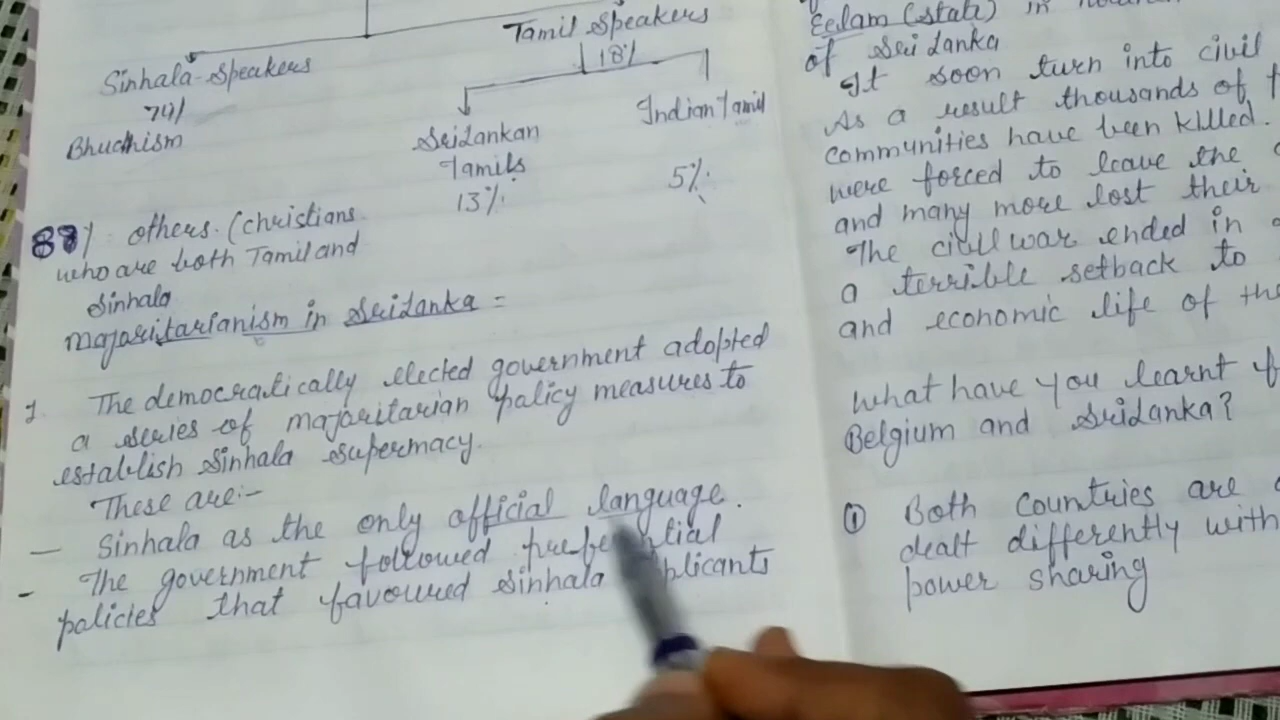 Tamil Speakers
18%
Sinhala-Speakers
74%
Bhudhism
SriLankan
Tamils
13%
Indian Tamil
5%
88% others. (christians
who are both Tamil and
Sinhala
majoritarianism in SriLanka =
1. The democratically elected government adopted
a series of majoritarian policy measures to
establish Sinhala supermacy.
These are:-
— Sinhala as the only official language.
- The government followed preferential
policies that favoured Sinhala applicants
Eelam (state) in
of Sri Lanka
It soon turn into civil
As a result thousands of
communities have been killed.
were forced to leave the
and many more lost their
The civil war ended in
a terrible setback to
and economic life of the
What have you learnt
Belgium and SriLanka?
① Both countries are
dealt differently with
power sharing